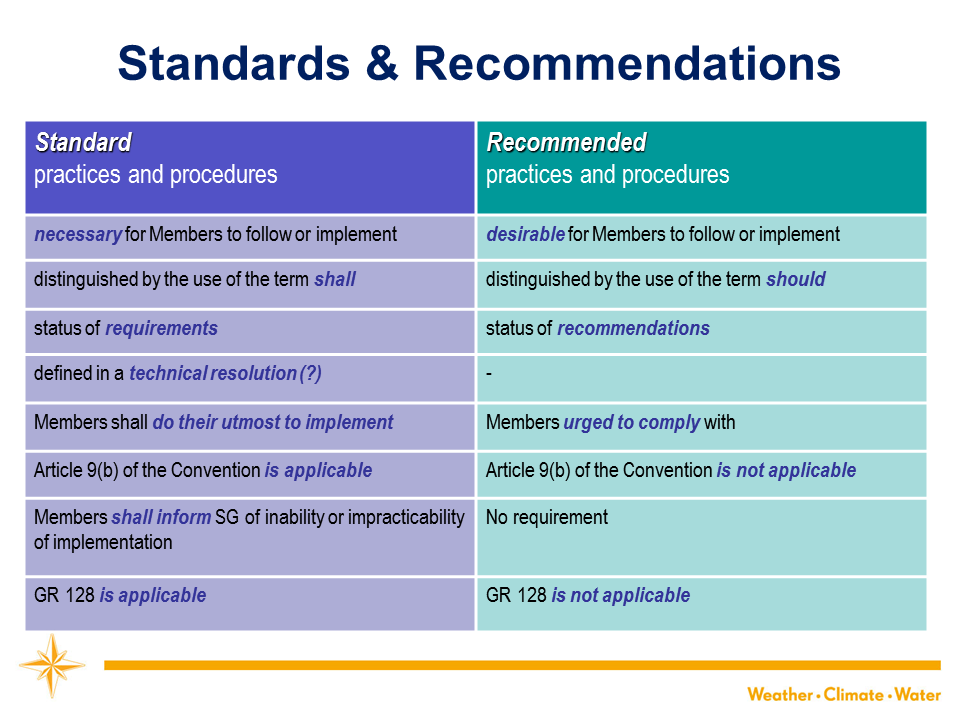 Standards & Recommendations
Standard
practices and procedures
Recommended
practices and procedures
necessary for Members to follow or implement
desirable for Members to follow or implement
distinguished by the use of the term shall
distinguished by the use of the term should
status of requirements
status of recommendations
defined in a technical resolution (?)
-
Members shall do their utmost to implement
Members urged to comply with
Article 9(b) of the Convention is applicable
Article 9(b) of the Convention is not applicable
Members shall inform SG of inability or impracticability
of implementation
No requirement
GR 128 is applicable
GR 128 is not applicable
Weather · Climate · Water